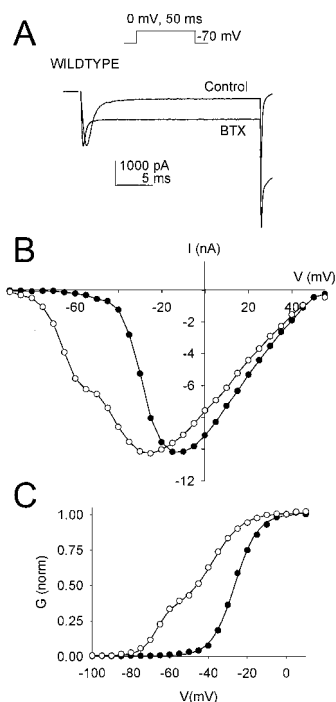 A
0 mV, 50 ms
-70 mV
WILDTYPE
Control
BTX
1000 pA
5 ms
B
I (nA)
V (mV)
-60 -20 20 40
-2
-4
-6
-8
-12
C
1.00
0.75
0.50
0.25
0.00
G (norm)
-100 -80 -60 -40 -20 0
V(mV)